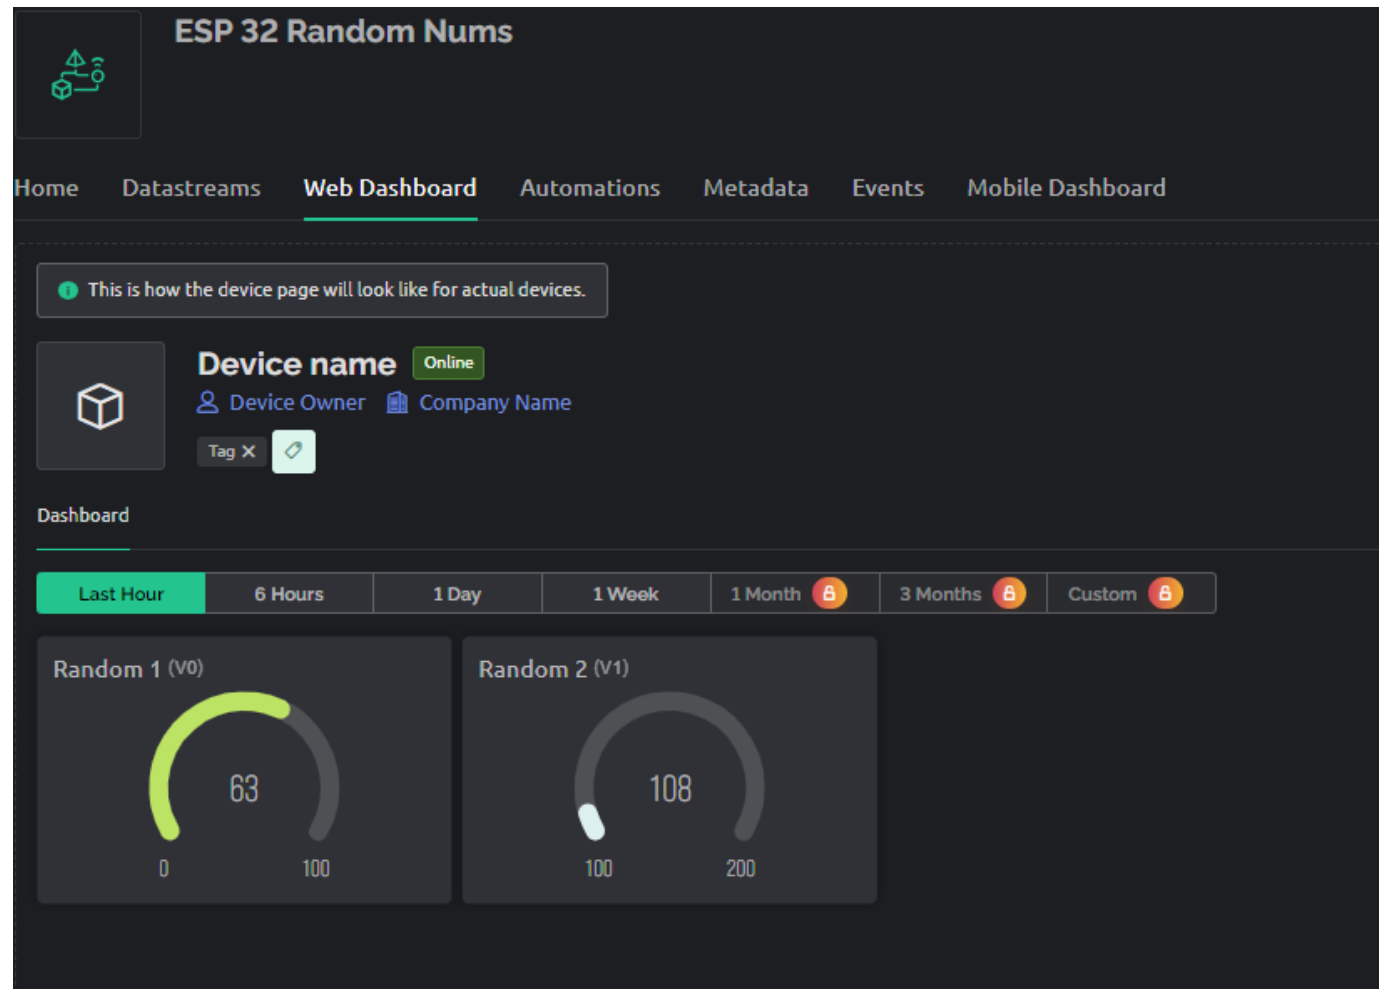 ESP 32 Random Nums
Home Datastreams Web Dashboard Automations Metadata Events Mobile Dashboard
This is how the device page will look like for actual devices.
Device name Online
Device Owner Company Name
Tag
Dashboard
Last Hour 6 Hours 1 Day 1 Week 1 Month 3 Months Custom
Random 1 (V0)
63
0 100
Random 2 (V1)
108
100 200